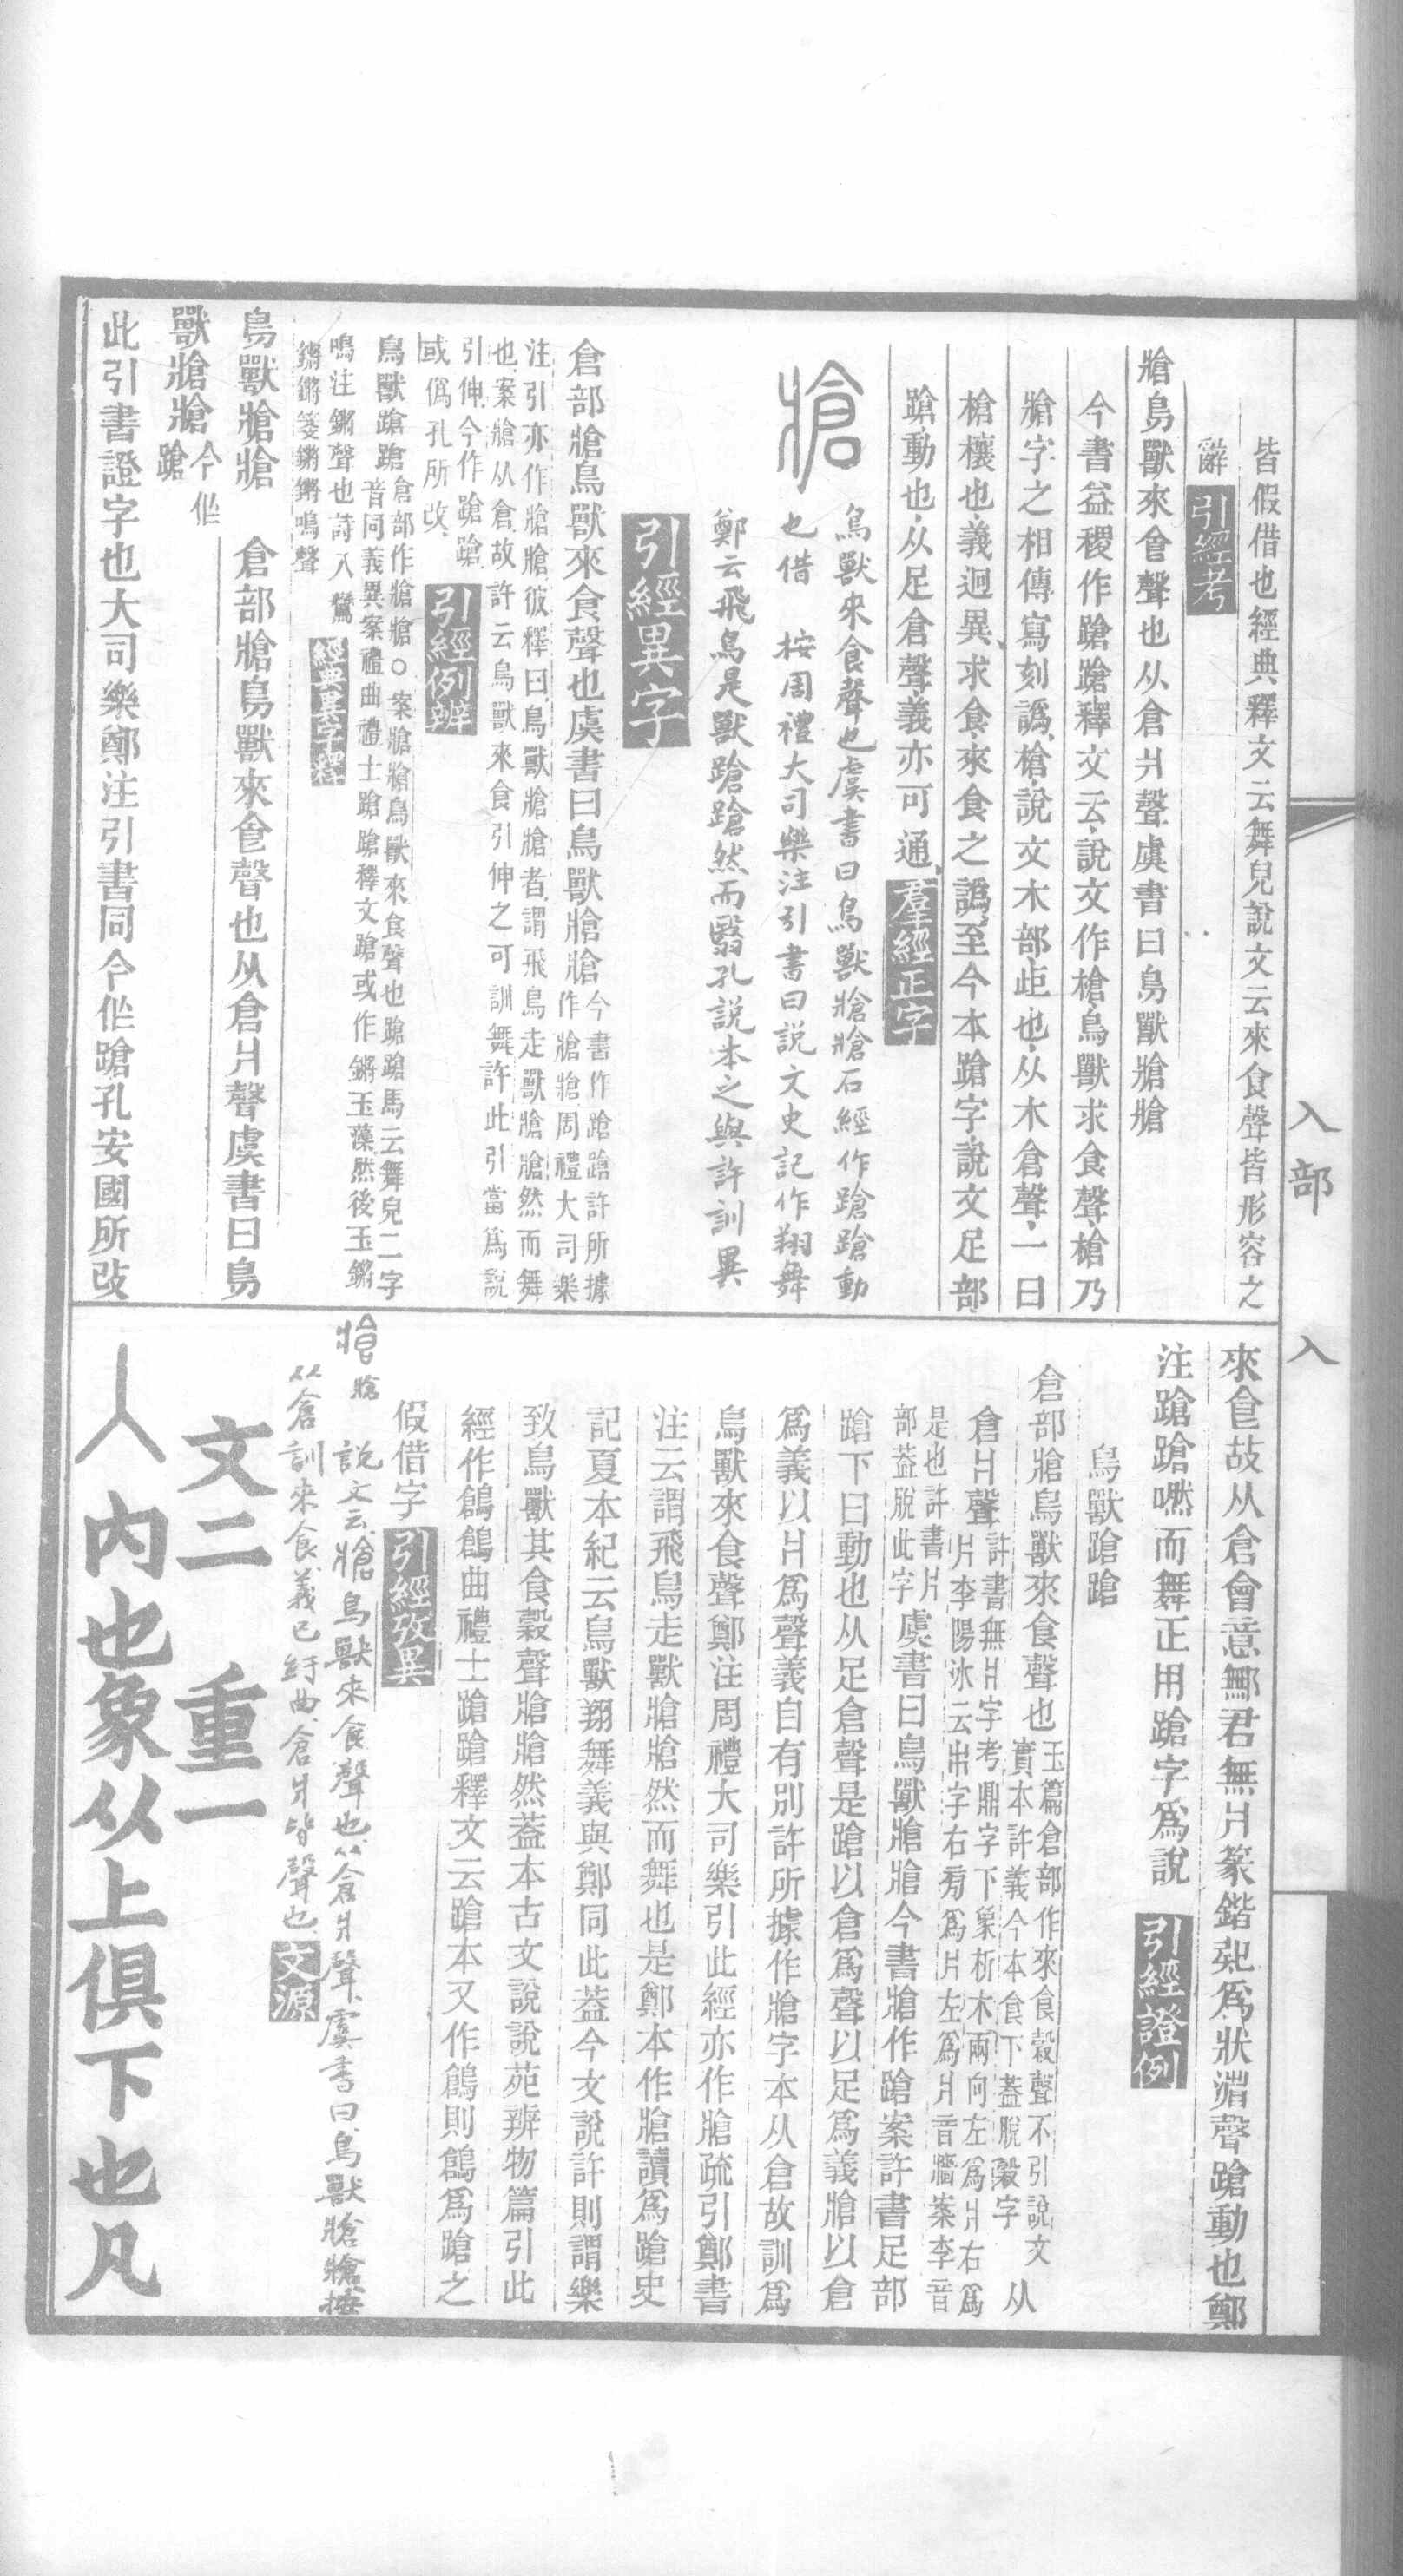 皆假借也經典釋文云舞皃說文云來食聲皆形容之
辭 引經考
牄鳥獸來食聲也从倉爿聲虞書曰鳥獸牄牄
今書益稷作蹌蹌釋文云說文作槍鳥獸求食聲槍乃
牄字之相傳寫刻譌槍說文木部歫也从木倉聲一曰
槍欀也義迥異求食來食之譌至今本蹌字說文足部
蹌動也从足倉聲義亦可通 羣經正字
牄
鳥獸來食聲也虞書曰鳥獸牄牄石經作蹌蹌動
也借 桉周禮大司樂注引書曰說文史記作翔舞
鄭云飛鳥是獸蹌蹌然而翳孔說本之與許訓異
引經異字
倉部牄鳥獸來食聲也虞書曰鳥獸牄牄今書作蹌蹌許所據
作牄牄周禮大司樂
注引亦作牄牄彼釋曰鳥獸牄牄者謂飛鳥走獸牄牄然而舞
也案牄从倉故許云鳥獸來食引伸之可訓舞許此引當爲說
引伸今作蹌蹌
或僞孔所改 引經例辨
鳥獸蹌蹌倉部作牄牄○案牄牄鳥獸來食聲也蹌蹌馬云舞皃二字
音同義異案禮曲禮士蹌蹌釋文蹌或作鏘玉藻然後玉鏘
鳴注鏘聲也詩八鸞
鏘鏘箋鏘鏘鳴聲 經典異字釋
鳥獸牄牄 倉部牄鳥獸來食聲也从倉爿聲虞書曰鳥
獸牄牄今作蹌
此引書證字也大司樂鄭注引書同今作蹌孔安國所改
入部 入
來食故从倉會意鄦君無爿篆鍇起爲狀湒聲蹌動也鄭
注蹌蹌嘫而舞正用蹌字爲說 引經證例
鳥獸蹌蹌
倉部牄鳥獸來食聲也玉篇倉部作來食穀聲不引說文
實本許義今本食下蓋脫穀字 从
倉爿聲許書無爿字考鼎字下象析木兩向左爲爿右爲
片李陽冰云出字右旁爲片左爲爿音牆案李音
是也許書片
部蓋脫此字虞書曰鳥獸牄牄今書牄作蹌案許書足部
蹌下曰動也从足倉聲是蹌以倉爲聲以足爲義牄以倉
爲義以爿爲聲義自有別許所據作牄字本从倉故訓爲
鳥獸來食聲鄭注周禮大司樂引此經亦作牄疏引鄭書
注云謂飛鳥走獸牄牄然而舞也是鄭本作牄讀爲蹌史
記夏本紀云鳥獸翔舞義與鄭同此蓋今文說許則謂樂
致鳥獸其食穀聲牄牄然蓋本古文說說苑辨物篇引此
經作鶬鶬曲禮士蹌蹌釋文云蹌本又作鶬則鶬爲蹌之
假借字 引經攷異
牄 牄 說文云牄鳥獸來食聲也从倉爿聲虞書曰鳥獸牄牄按
从倉訓來食義已紆曲倉爿皆聲也 文源
文二 重一
入 內也象从上俱下也凡